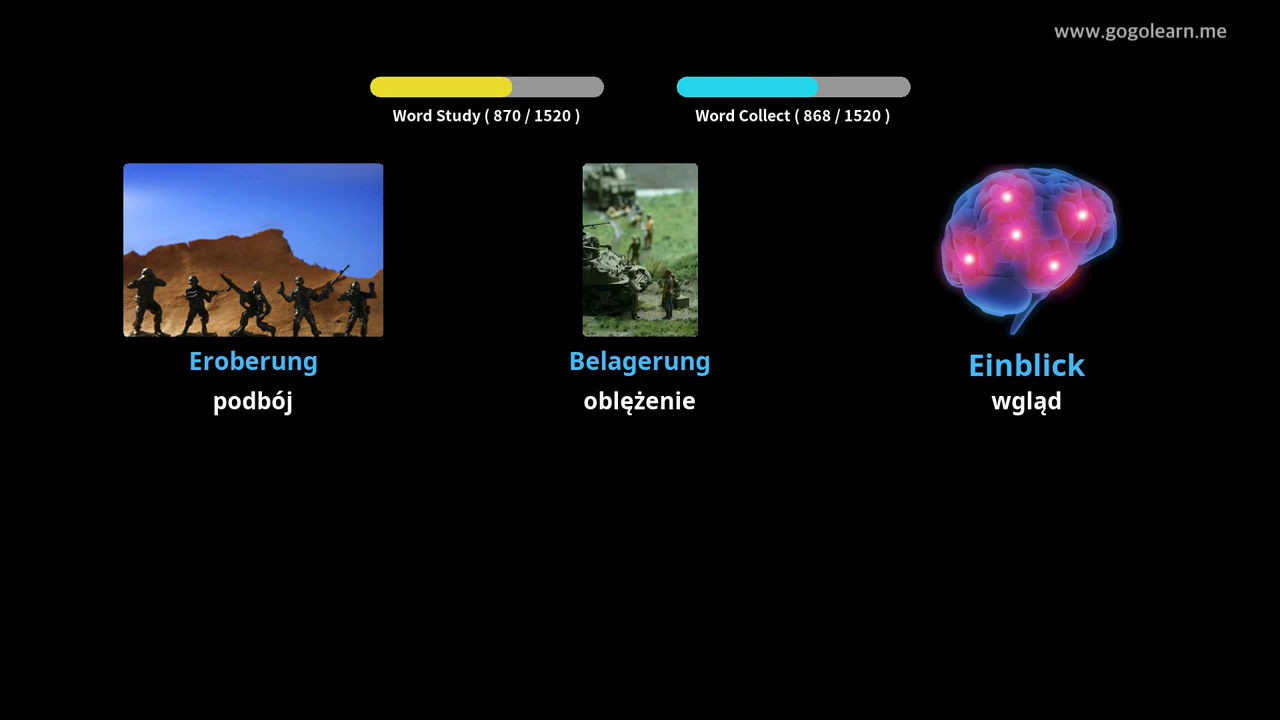 www.gogolearn.me
Word Study ( 870 / 1520 )
Word Collect ( 868 / 1520 )
Eroberung
podbój
Belagerung
oblężenie
Einblick
wgląd